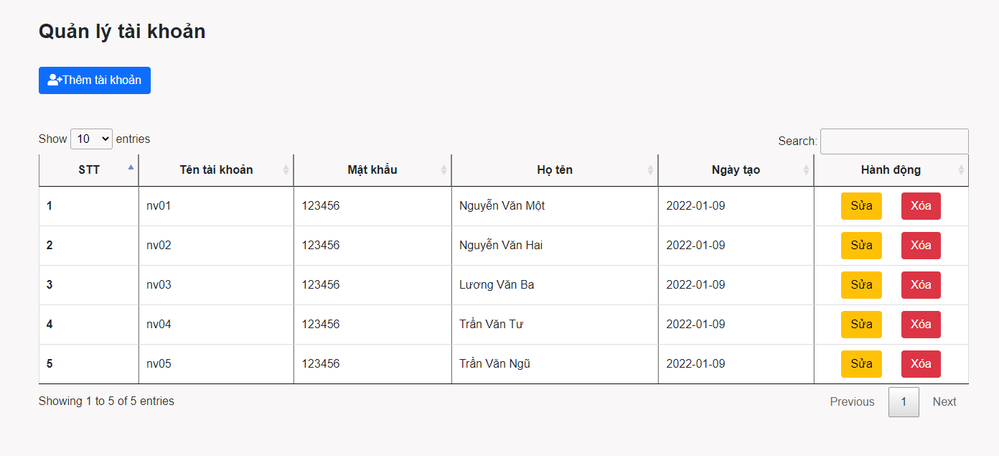 Quản lý tài khoản
Thêm tài khoản
Show 10 entries Search:
STT Tên tài khoản Mật khẩu Họ tên Ngày tạo Hành động
1 nv01 123456 Nguyễn Văn Một 2022-01-09 Sửa Xóa
2 nv02 123456 Nguyễn Văn Hai 2022-01-09 Sửa Xóa
3 nv03 123456 Lương Văn Ba 2022-01-09 Sửa Xóa
4 nv04 123456 Trần Văn Tư 2022-01-09 Sửa Xóa
5 nv05 123456 Trần Văn Ngũ 2022-01-09 Sửa Xóa
Showing 1 to 5 of 5 entries Previous 1 Next